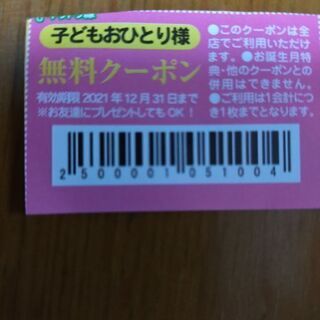 子どもおひとり様
無料クーポン
有効期限 2021年12月31日まで
※お友達にプレゼントしてもOK！
●このクーポンは全
店でご利用いただけ
ます。●お誕生月特
典・他のクーポンとの
併用はできません。
●ご利用は1会計につ
き1枚までとなります。
2500001051004